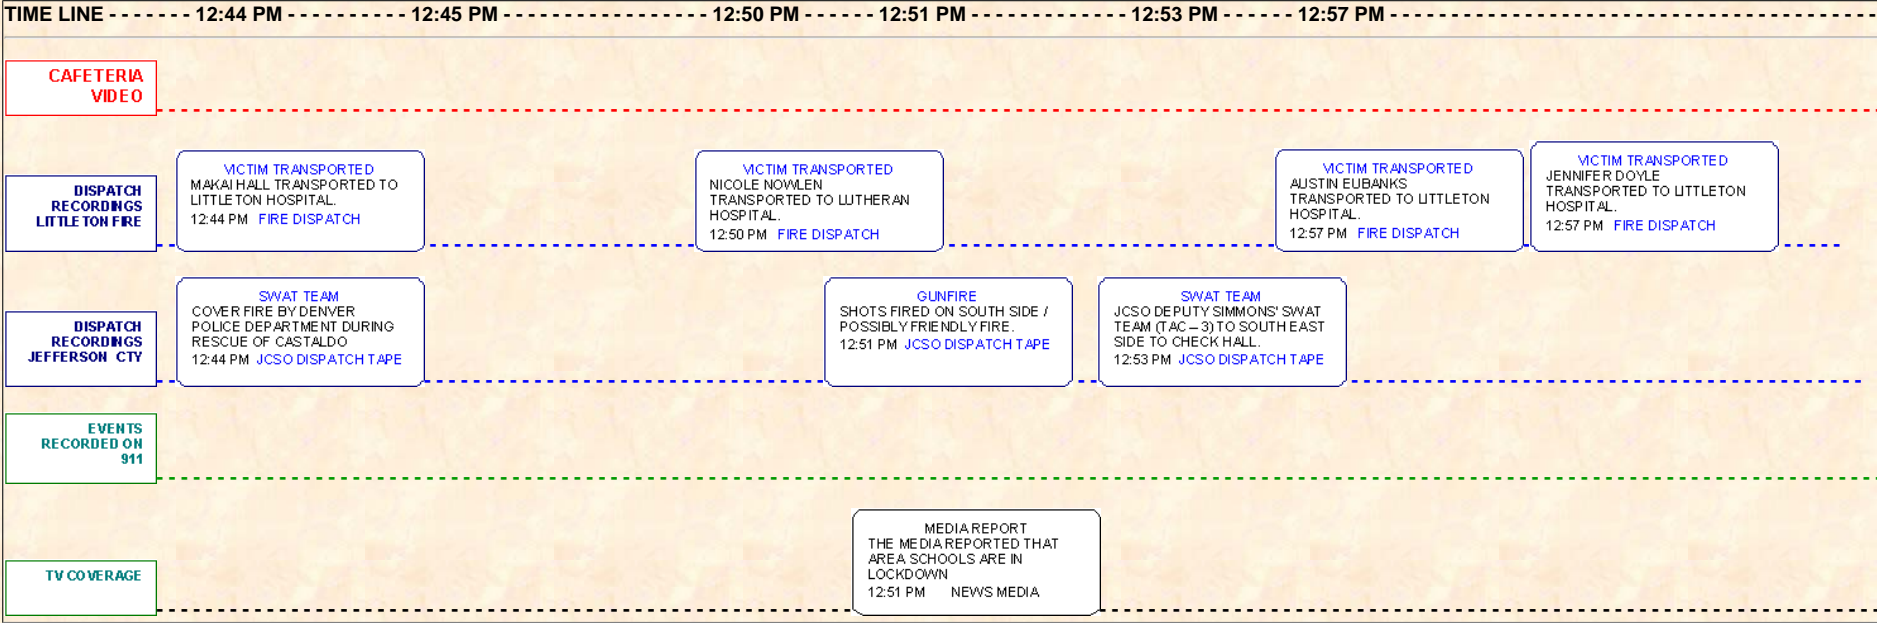 TIME LINE - - - - - - - 12:44 PM - - - - - - - - - - 12:45 PM - - - - - - - - - - - - - - - - - 12:50 PM - - - - - - 12:51 PM - - - - - - - - - - - - - 12:53 PM - - - - - - 12:57 PM - - - - - - - - - - - - - - - - - - - - - - - - - - - - - - - - - - - - - - - -
CAFETERIA
VIDEO
DISPATCH
RECORDINGS
LITTLETON FIRE
VICTIM TRANSPORTED
MAKAI HALL TRANSPORTED TO
LITTLETON HOSPITAL.
12:44 PM FIRE DISPATCH
VICTIM TRANSPORTED
NICOLE NOWLEN
TRANSPORTED TO LUTHERAN
HOSPITAL.
12:50 PM FIRE DISPATCH
VICTIM TRANSPORTED
AUSTIN EUBANKS
TRANSPORTED TO LITTLETON
HOSPITAL.
12:57 PM FIRE DISPATCH
VICTIM TRANSPORTED
JENNIFER DOYLE
TRANSPORTED TO LITTLETON
HOSPITAL.
12:57 PM FIRE DISPATCH
DISPATCH
RECORDINGS
JEFFERSON CTY
SWAT TEAM
COVER FIRE BY DENVER
POLICE DEPARTMENT DURING
RESCUE OF CASTALDO
12:44 PM JCSO DISPATCH TAPE
GUNFIRE
SHOTS FIRED ON SOUTH SIDE /
POSSIBLY FRIENDLY FIRE.
12:51 PM JCSO DISPATCH TAPE
SWAT TEAM
JCSO DEPUTY SIMMONS' SWAT
TEAM (TAC – 3) TO SOUTH EAST
SIDE TO CHECK HALL.
12:53 PM JCSO DISPATCH TAPE
EVENTS
RECORDED ON
911
TV COVERAGE
MEDIA REPORT
THE MEDIA REPORTED THAT
AREA SCHOOLS ARE IN
LOCKDOWN
12:51 PM NEWS MEDIA